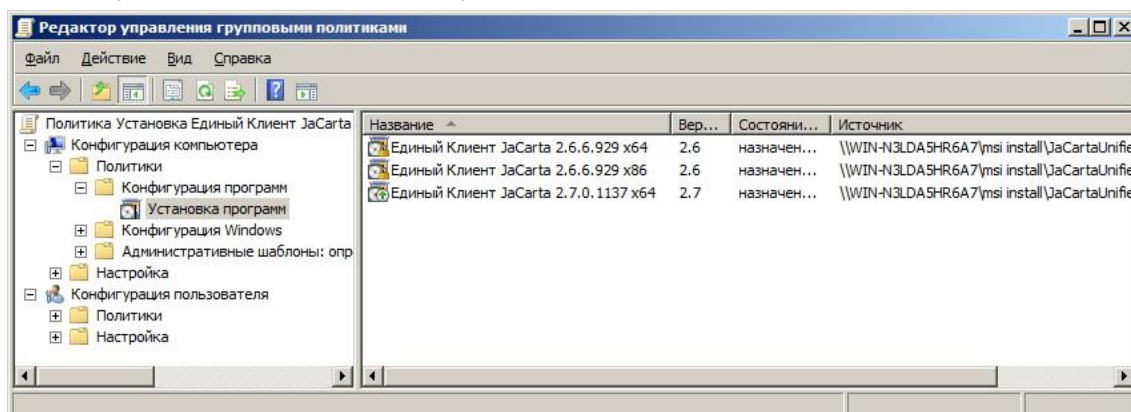 Редактор управления групповыми политиками
Файл Действие Вид Справка
Политика Установка Единый Клиент JaCarta
Конфигурация компьютера
Политики
Конфигурация программ
Установка программ
Конфигурация Windows
Административные шаблоны: опр
Настройка
Конфигурация пользователя
Политики
Настройка
Название Вер... Состояни... Источник
Единый Клиент JaCarta 2.6.6.929 x64 2.6 назначен... \\WIN-N3LDA5HR6A7\msi install\JaCartaUnifie
Единый Клиент JaCarta 2.6.6.929 x86 2.6 назначен... \\WIN-N3LDA5HR6A7\msi install\JaCartaUnifie
Единый Клиент JaCarta 2.7.0.1137 x64 2.7 назначен... \\WIN-N3LDA5HR6A7\msi install\JaCartaUnifie